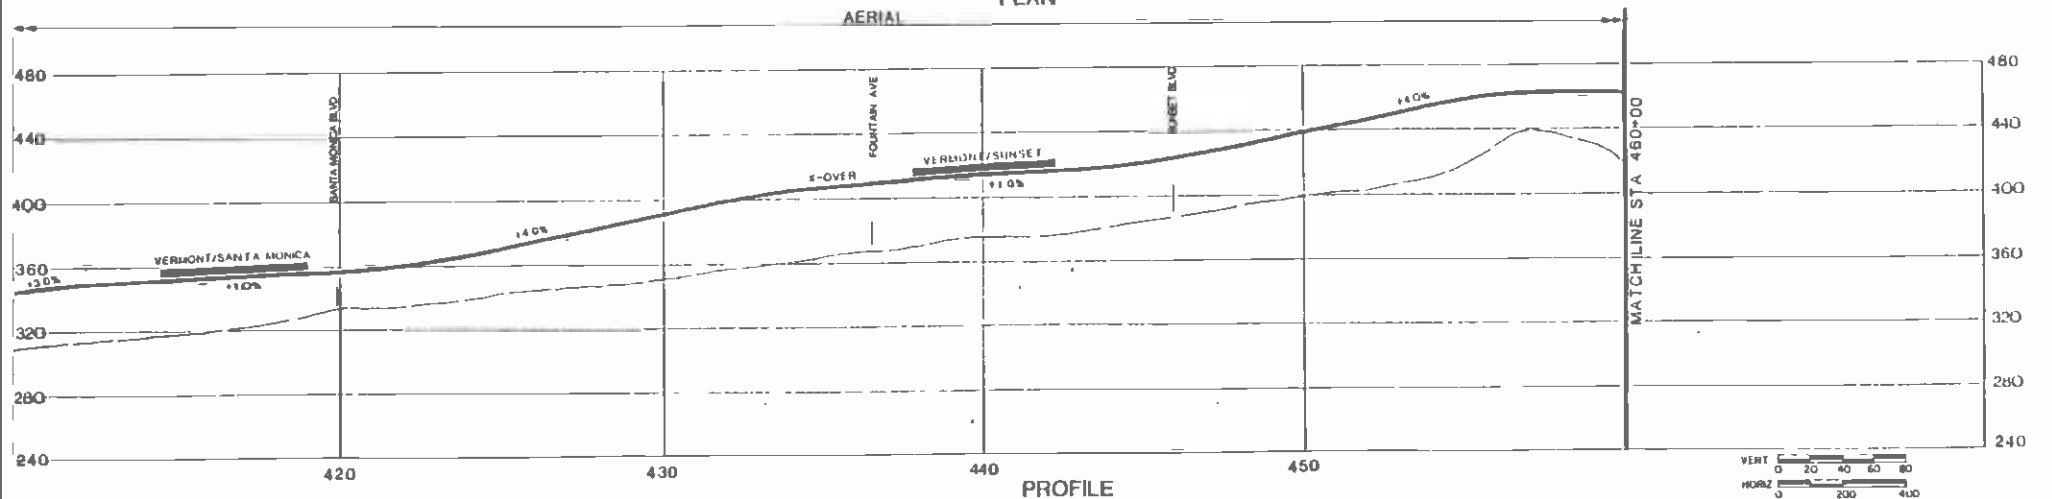 PLAN
AERIAL
480
480
440
440
400
400
360
360
320
320
280
280
240
240
SANTA MONICA BLVD
FOUNTAIN AVE
SUNSET BLVD
+4.0%
VERMONT/SUNSET
X-OVER
+1.0%
+4.0%
VERMONT/SANTA MONICA
+3.0%
+1.0%
MATCHLINE STA 460+00
420
430
440
450
PROFILE
VERT
0 20 40 60 80
HORIZ
0 200 400